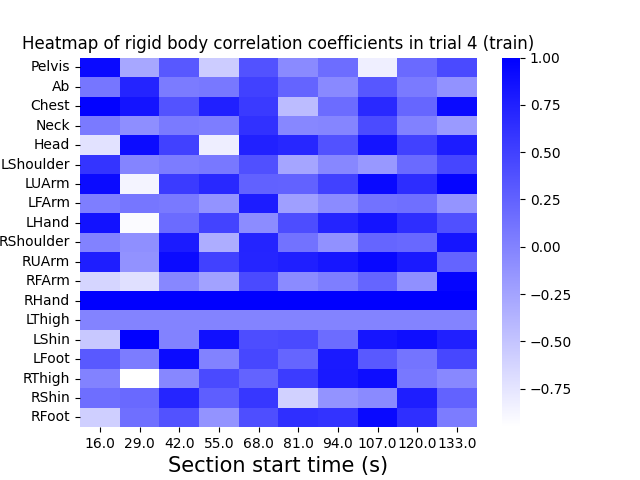 Heatmap of rigid body correlation coefficients in trial 4 (train)
Pelvis
Ab
Chest
Neck
Head
LShoulder
LUArm
LFArm
LHand
RShoulder
RUArm
RFArm
RHand
LThigh
LShin
LFoot
RThigh
RShin
RFoot
16.0 29.0 42.0 55.0 68.0 81.0 94.0 107.0 120.0 133.0
Section start time (s)
1.00
0.75
0.50
0.25
0.00
−0.25
−0.50
−0.75